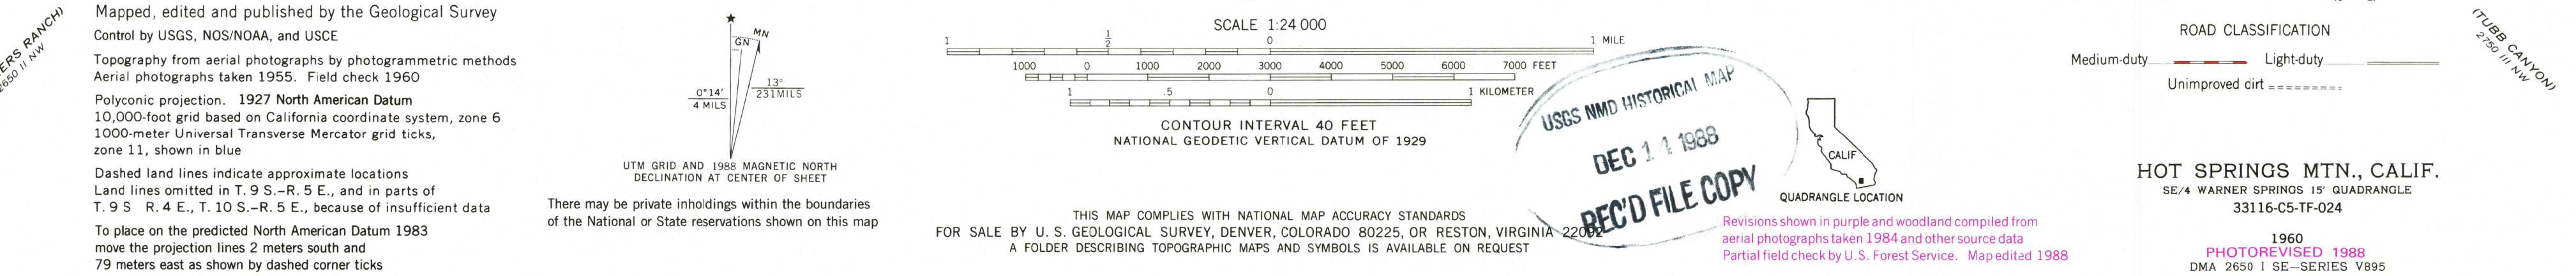 ERS RANCH)
2650 II NW
Mapped, edited and published by the Geological Survey
Control by USGS, NOS/NOAA, and USCE
Topography from aerial photographs by photogrammetric methods
Aerial photographs taken 1955. Field check 1960
Polyconic projection. 1927 North American Datum
10,000-foot grid based on California coordinate system, zone 6
1000-meter Universal Transverse Mercator grid ticks,
zone 11, shown in blue
Dashed land lines indicate approximate locations
Land lines omitted in T. 9 S.–R. 5 E., and in parts of
T. 9 S R. 4 E., T. 10 S.–R. 5 E., because of insufficient data
To place on the predicted North American Datum 1983
move the projection lines 2 meters south and
79 meters east as shown by dashed corner ticks
★
MN
GN
0°14'
4 MILS
13°
231 MILS
UTM GRID AND 1988 MAGNETIC NORTH
DECLINATION AT CENTER OF SHEET
There may be private inholdings within the boundaries
of the National or State reservations shown on this map
SCALE 1:24 000
1 1/2 0 1 MILE
1000 0 1000 2000 3000 4000 5000 6000 7000 FEET
1 .5 0 1 KILOMETER
CONTOUR INTERVAL 40 FEET
NATIONAL GEODETIC VERTICAL DATUM OF 1929
THIS MAP COMPLIES WITH NATIONAL MAP ACCURACY STANDARDS
FOR SALE BY U. S. GEOLOGICAL SURVEY, DENVER, COLORADO 80225, OR RESTON, VIRGINIA 22092
A FOLDER DESCRIBING TOPOGRAPHIC MAPS AND SYMBOLS IS AVAILABLE ON REQUEST
USGS NMD HISTORICAL MAP
DEC 14 1988
REC'D FILE COPY
CALIF
QUADRANGLE LOCATION
Revisions shown in purple and woodland compiled from
aerial photographs taken 1984 and other source data
Partial field check by U.S. Forest Service. Map edited 1988
ROAD CLASSIFICATION
Medium-duty Light-duty
Unimproved dirt
(TUBB CANYON)
2750 III NW
HOT SPRINGS MTN., CALIF.
SE/4 WARNER SPRINGS 15' QUADRANGLE
33116-C5-TF-024
1960
PHOTOREVISED 1988
DMA 2650 I SE–SERIES V895